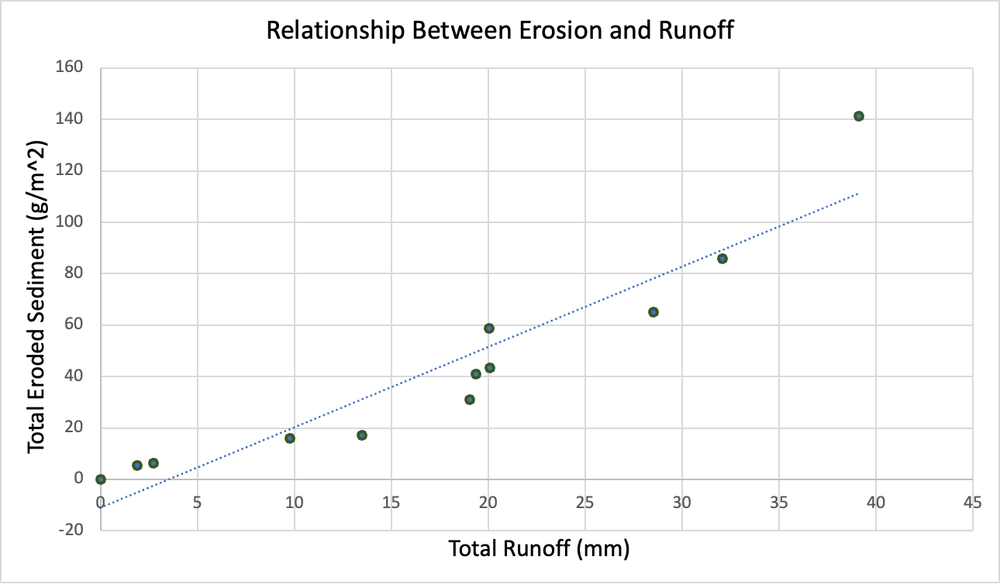 Relationship Between Erosion and Runoff
Total Eroded Sediment (g/m^2)
160
140
120
100
80
60
40
20
0
-20
0 5 10 15 20 25 30 35 40 45
Total Runoff (mm)